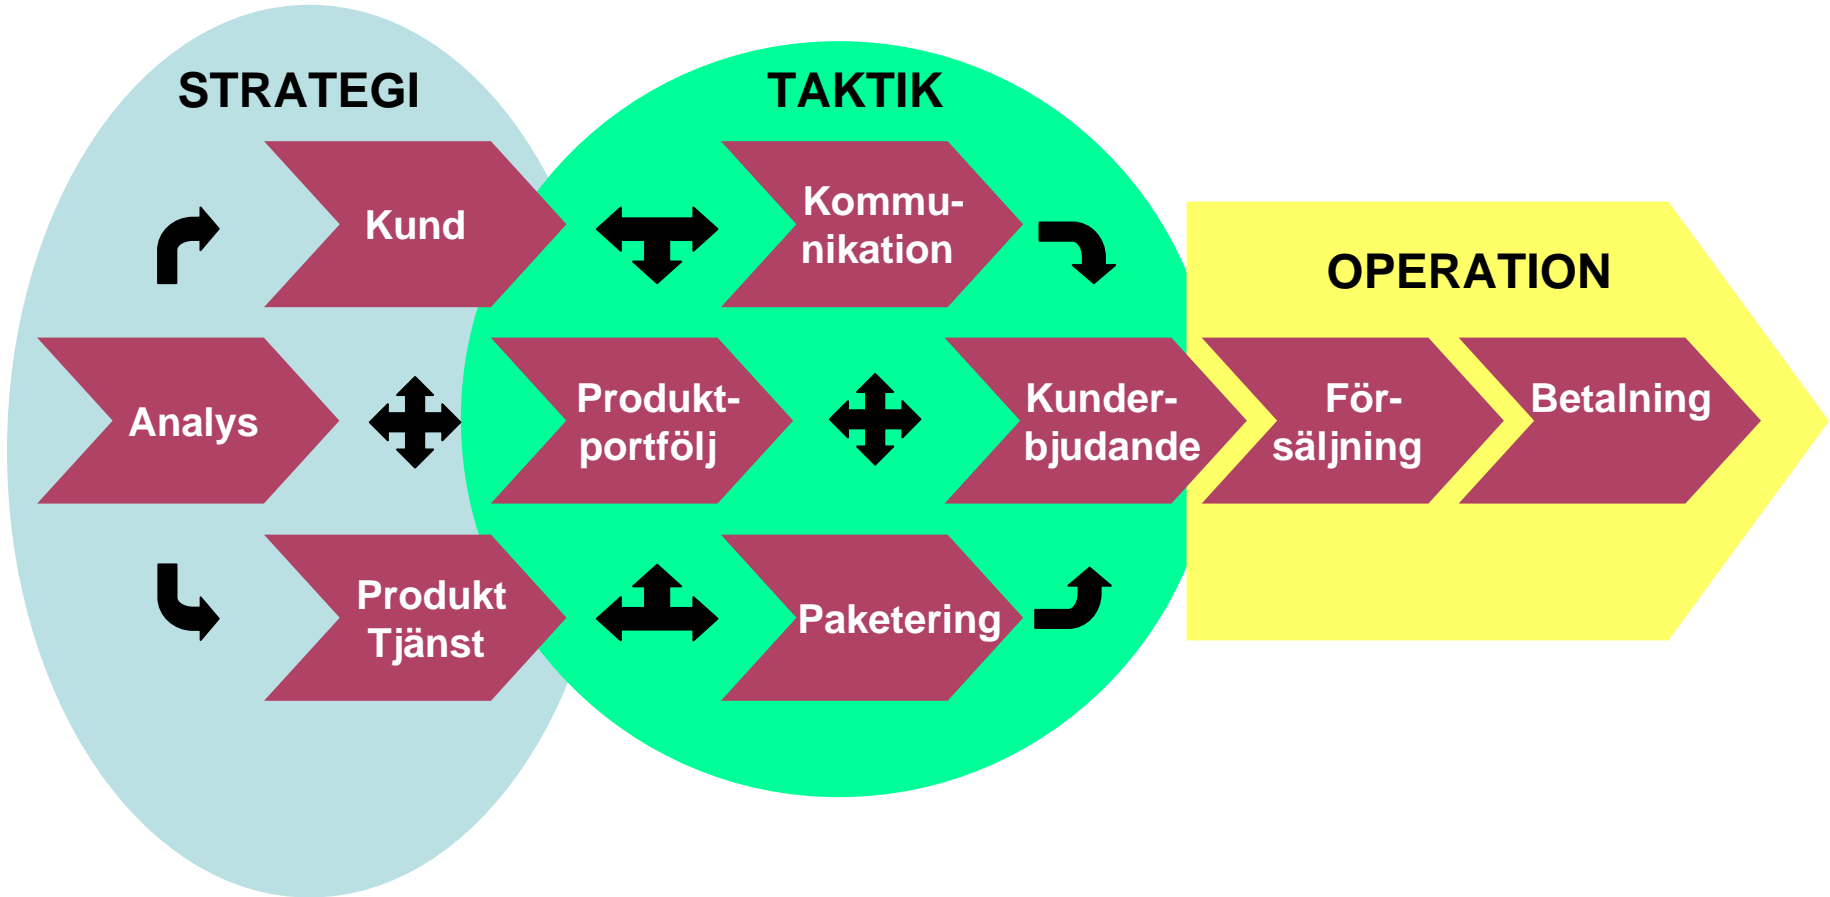 STRATEGI
TAKTIK
OPERATION
Kund
Kommu-
nikation
Analys
Produkt-
portfölj
Kunder-
bjudande
För-
säljning
Betalning
Produkt
Tjänst
Paketering